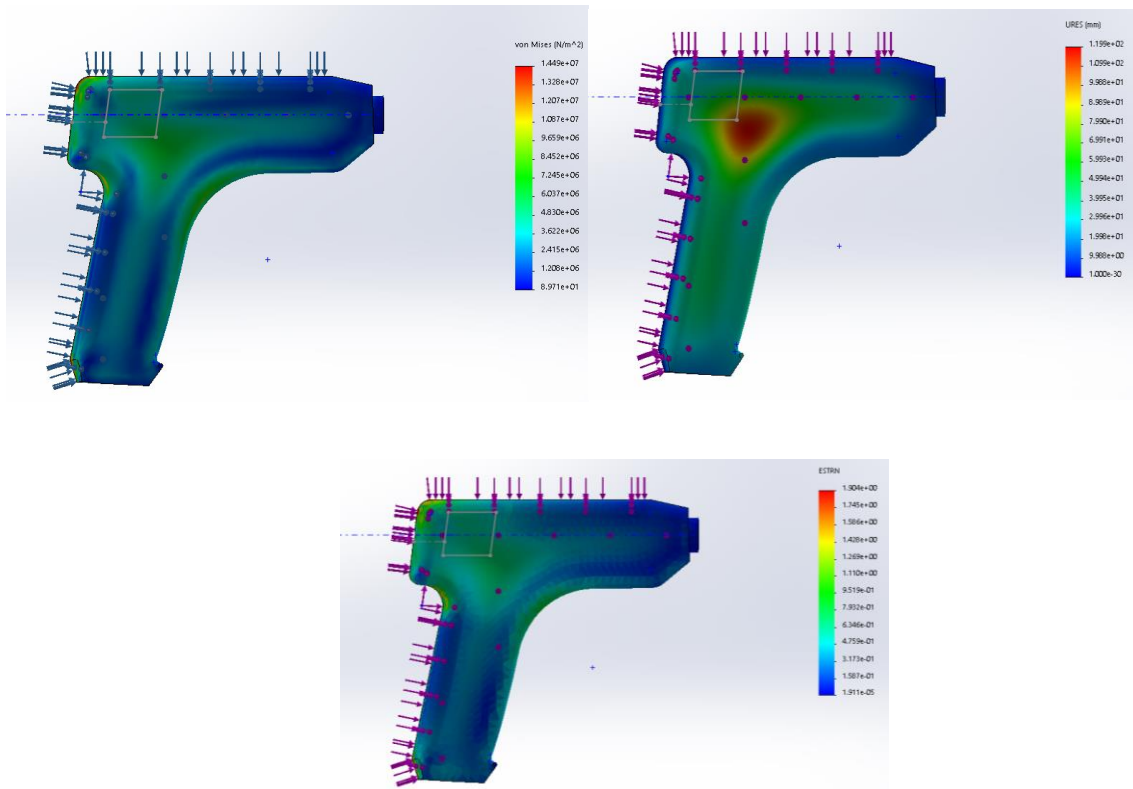 von Mises (N/m^2)
1.449e+07
1.328e+07
1.207e+07
1.087e+07
9.659e+06
8.452e+06
7.245e+06
6.037e+06
4.830e+06
3.622e+06
2.415e+06
1.208e+06
8.971e+01
URES (mm)
1.199e+02
1.099e+02
9.988e+01
8.989e+01
7.990e+01
6.991e+01
5.993e+01
4.994e+01
3.995e+01
2.996e+01
1.998e+01
9.988e+00
1.000e-30
ESTRN
1.904e+00
1.745e+00
1.586e+00
1.428e+00
1.269e+00
1.110e+00
9.519e-01
7.932e-01
6.346e-01
4.759e-01
3.173e-01
1.587e-01
1.911e-05